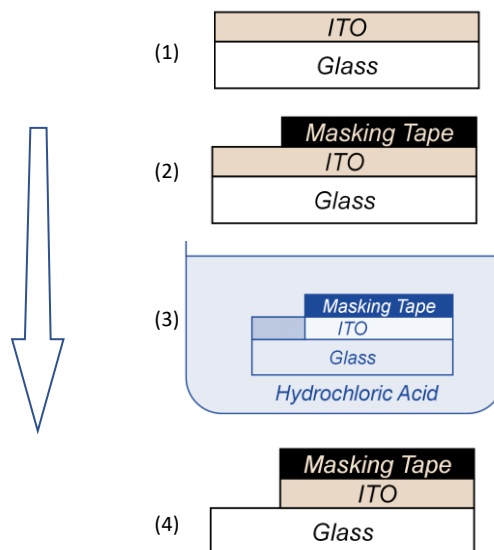 (1)
ITO
Glass
(2)
Masking Tape
ITO
Glass
(3)
Masking Tape
ITO
Glass
Hydrochloric Acid
(4)
Masking Tape
ITO
Glass